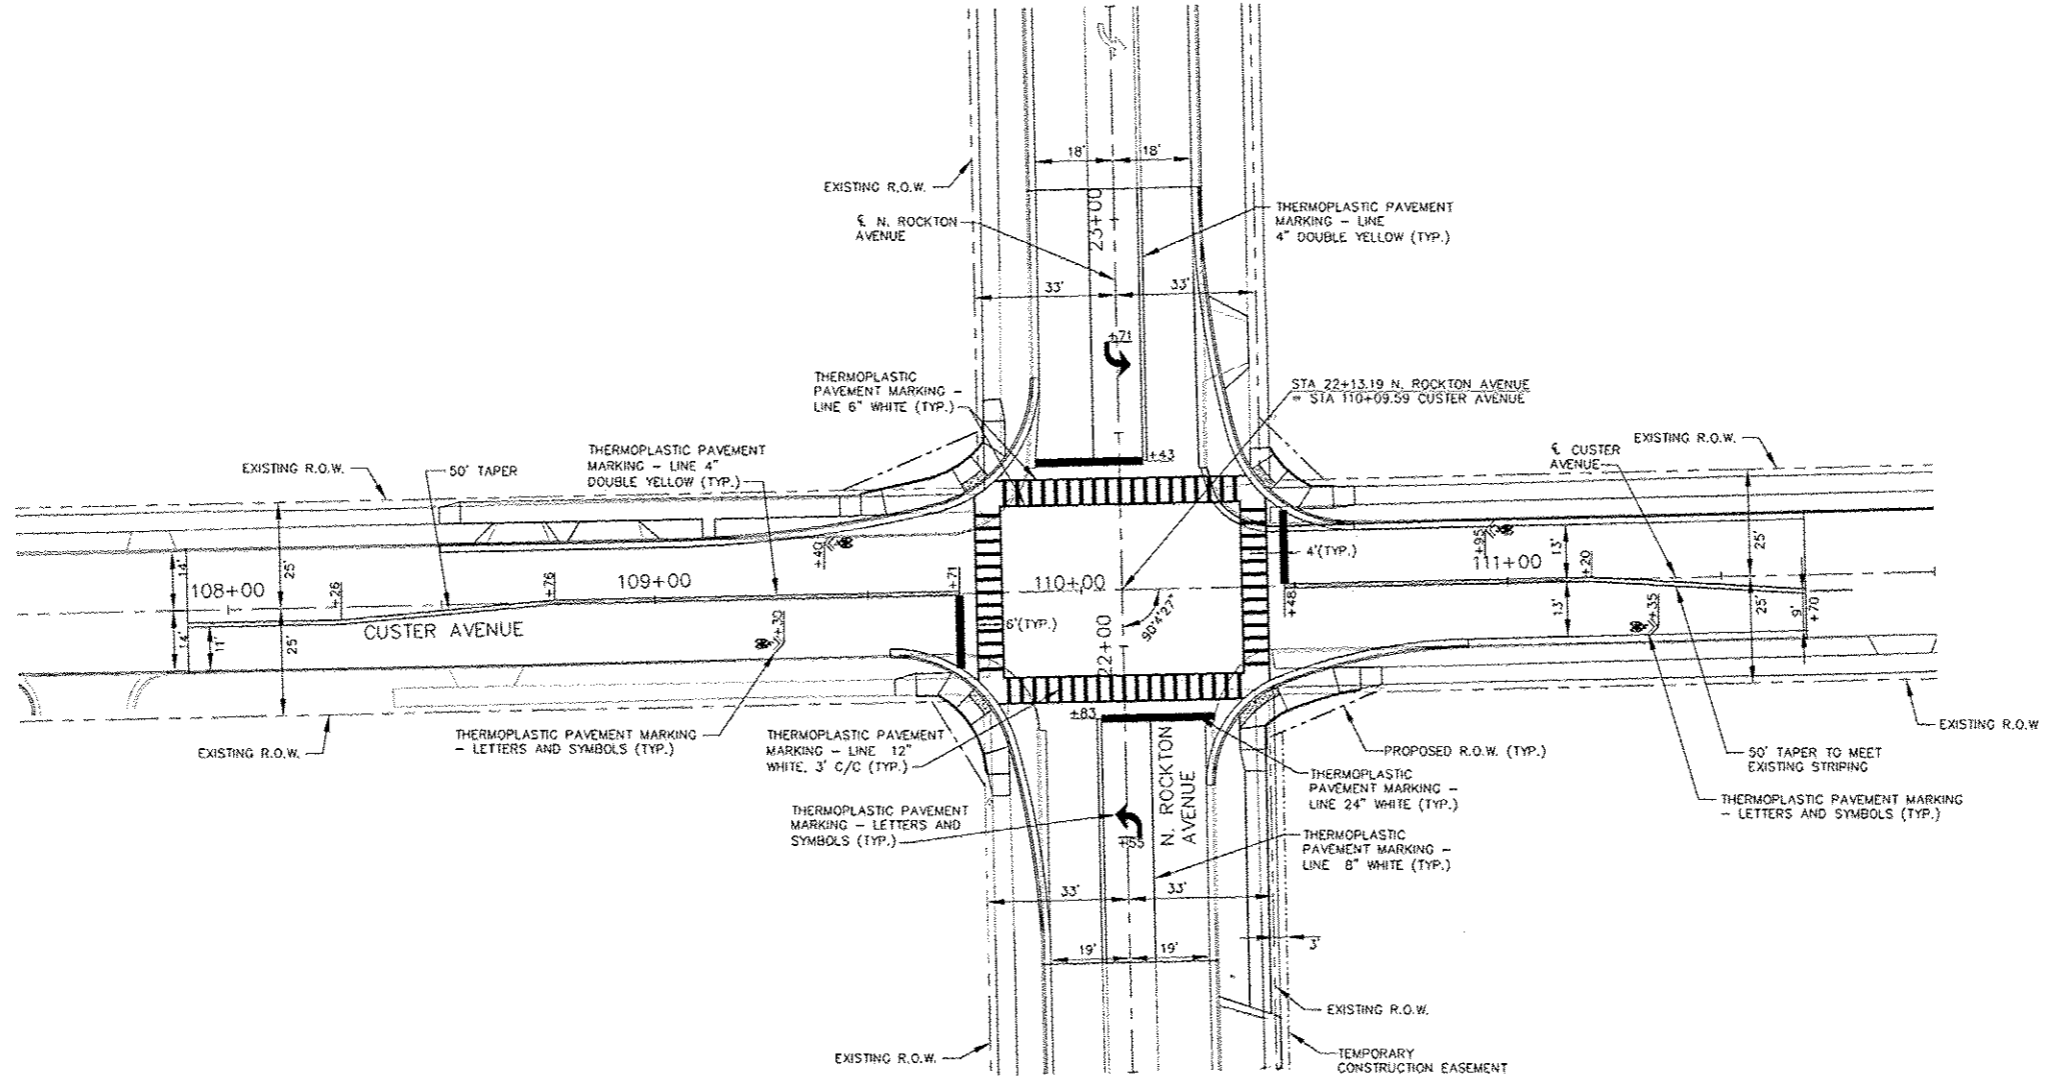 18'
18'
EXISTING R.O.W.
℄ N. ROCKTON
AVENUE
23+00
THERMOPLASTIC PAVEMENT
MARKING – LINE
4" DOUBLE YELLOW (TYP.)
33'
33'
+71
THERMOPLASTIC
PAVEMENT MARKING –
LINE 6" WHITE (TYP.)
STA 22+13.19 N. ROCKTON AVENUE
= STA 110+09.59 CUSTER AVENUE
+43
EXISTING R.O.W.
50' TAPER
THERMOPLASTIC PAVEMENT
MARKING – LINE 4"
DOUBLE YELLOW (TYP.)
℄ CUSTER
AVENUE
EXISTING R.O.W.
14'
25'
108+00
+26
+76
109+00
+40
+71
110+00
4'(TYP.)
+95
13'
111+00
+20
25'
14'
11'
25'
CUSTER AVENUE
+30
6'(TYP.)
22+00
90°4'27"
+48
13'
+35
25'
9'
+70
±83
EXISTING R.O.W.
THERMOPLASTIC PAVEMENT MARKING
– LETTERS AND SYMBOLS (TYP.)
THERMOPLASTIC PAVEMENT
MARKING – LINE 12"
WHITE, 3' C/C (TYP.)
N. ROCKTON
AVENUE
PROPOSED R.O.W. (TYP.)
EXISTING R.O.W
50' TAPER TO MEET
EXISTING STRIPING
THERMOPLASTIC
PAVEMENT MARKING –
LINE 24" WHITE (TYP.)
THERMOPLASTIC PAVEMENT MARKING
– LETTERS AND SYMBOLS (TYP.)
THERMOPLASTIC PAVEMENT
MARKING – LETTERS AND
SYMBOLS (TYP.)
+55
THERMOPLASTIC
PAVEMENT MARKING –
LINE 8" WHITE (TYP.)
33'
33'
19'
19'
3'
EXISTING R.O.W.
EXISTING R.O.W.
TEMPORARY
CONSTRUCTION EASEMENT